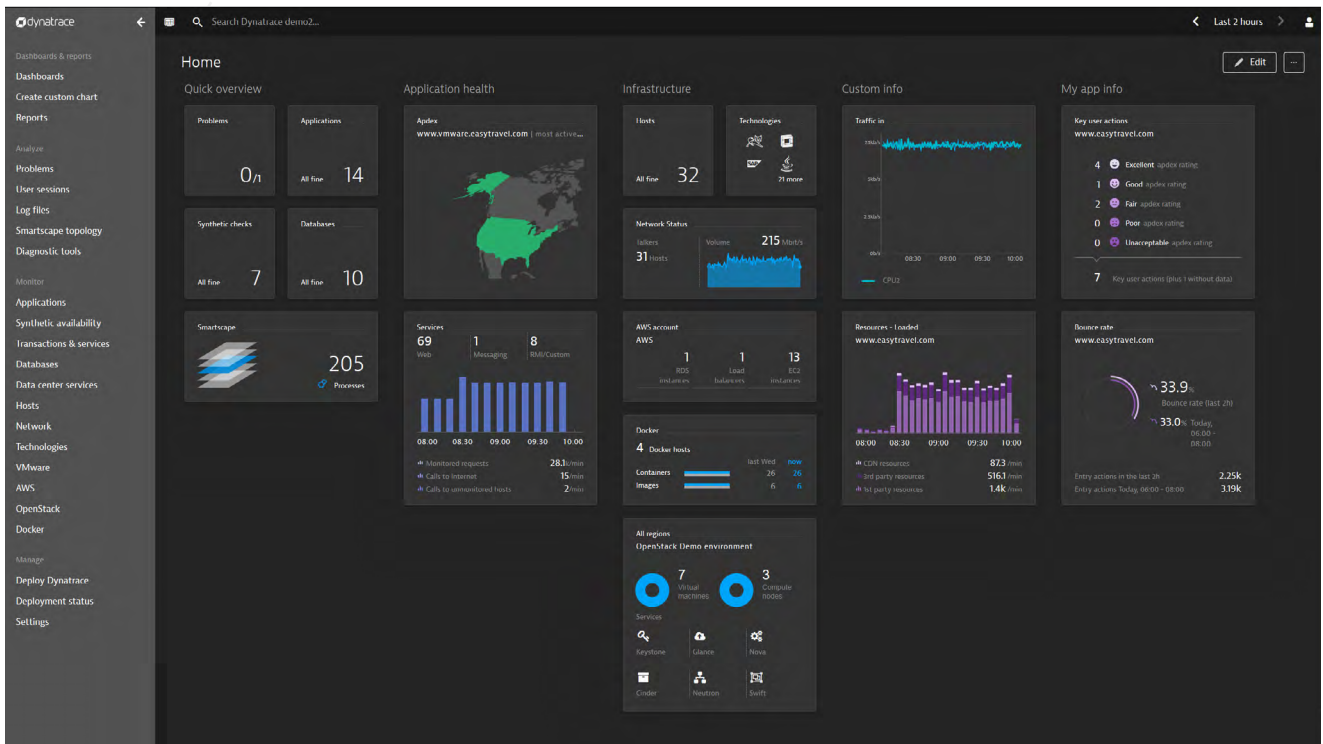 dynatrace
Search Dynatrace demo2...
Last 2 hours
Dashboards & reports
Dashboards
Create custom chart
Reports
Analyze
Problems
User sessions
Log files
Smartscape topology
Diagnostic tools
Monitor
Applications
Synthetic availability
Transactions & services
Databases
Data center services
Hosts
Network
Technologies
VMware
AWS
OpenStack
Docker
Manage
Deploy Dynatrace
Deployment status
Settings
Home
Edit
...
Quick overview
Problems
0/1
Applications
All fine 14
Synthetic checks
All fine 7
Databases
All fine 10
Smartscape
205
Processes
Application health
Apdex
www.vmware.easytravel.com | most active...
Services
69 1 8
Web Messaging RMI/Custom
08:00 08:30 09:00 09:30 10:00
Monitored requests 28.1k/min
Calls to Internet 15/min
Calls to unmonitored hosts 2/min
Infrastructure
Hosts
All fine 32
Technologies
SAP
21 more
Network Status
Talkers Volume 215 Mbit/s
31 Hosts
AWS account
AWS
1 1 13
RDS Load EC2
instances balancers instances
Docker
4 Docker hosts
last Wed now
Containers 26 26
Images 6 6
All regions
OpenStack Demo environment
7 3
Virtual Compute
machines nodes
Services
Keystone Glance Nova
Cinder Neutron Swift
Custom info
Traffic in
08:30 09:00 09:30 10:00
CPU2
Resources - Loaded
www.easytravel.com
08:00 08:30 09:00 09:30 10:00
CDN resources 87.3 /min
3rd party resources 516.1 /min
1st party resources 1.4k /min
My app info
Key user actions
www.easytravel.com
4 Excellent apdex rating
1 Good apdex rating
2 Fair apdex rating
0 Poor apdex rating
0 Unacceptable apdex rating
7 Key user actions (plus 1 without data)
Bounce rate
www.easytravel.com
33.9%
Bounce rate (last 2h)
33.0% Today,
06:00 -
08:00
Entry actions in the last 2h 2.25k
Entry actions Today, 06:00 - 08:00 3.19k